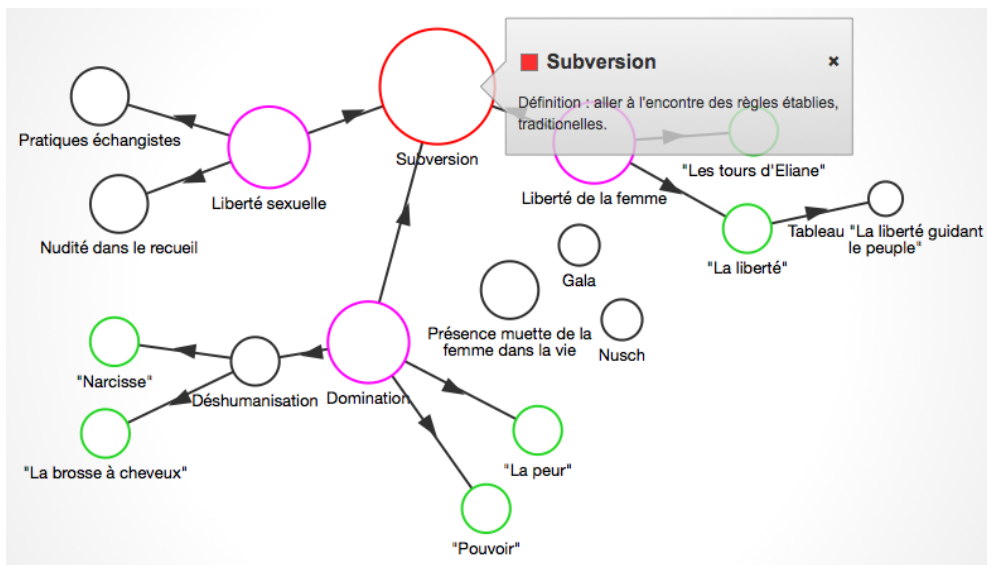 Subversion
×
Définition : aller à l'encontre des règles établies,
traditionelles.
Pratiques échangistes
Subversion
"Les tours d'Eliane"
Liberté sexuelle
Liberté de la femme
Nudité dans le recueil
Tableau "La liberté guidant
le peuple"
"La liberté"
Gala
Présence muette de la
femme dans la vie
Nusch
"Narcisse"
Déshumanisation
Domination
"La brosse à cheveux"
"La peur"
"Pouvoir"